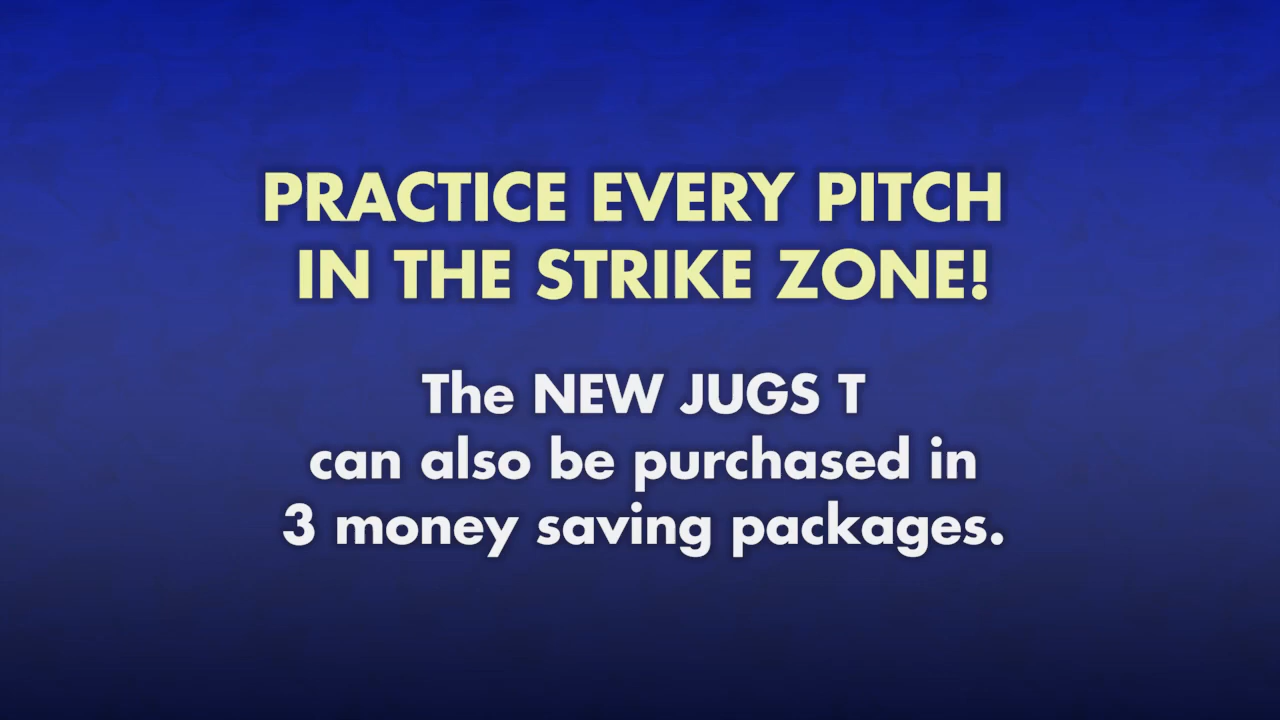 PRACTICE EVERY PITCH
IN THE STRIKE ZONE!
The NEW JUGS T
can also be purchased in
3 money saving packages.